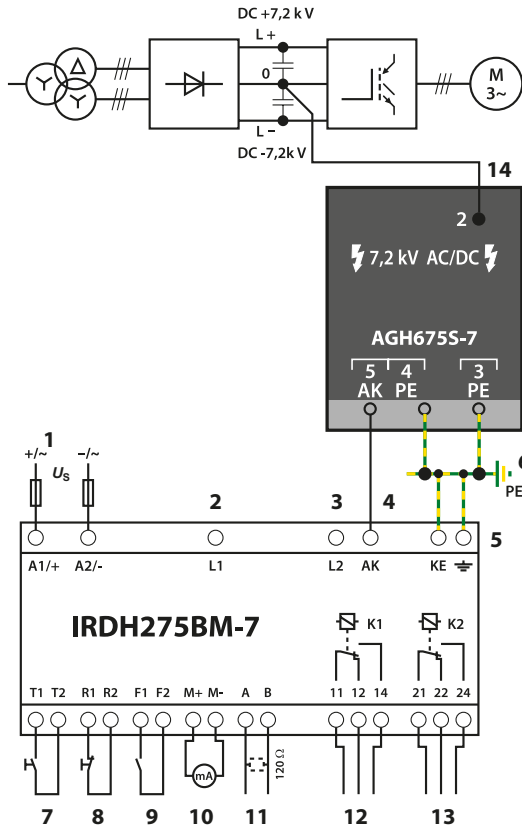 DC +7,2 k V
L +
0
L −
DC -7,2k V
M
3~
14
2
7,2 kV AC/DC
AGH675S-7
5 4 3
AK PE PE
1
+/~ −/~
US
6
PE
2 3 4 5
A1/+ A2/- L1 L2 AK KE
IRDH275BM-7
K1 K2
T1 T2 R1 R2 F1 F2 M+ M- A B 11 12 14 21 22 24
mA
120 Ω
7 8 9 10 11 12 13